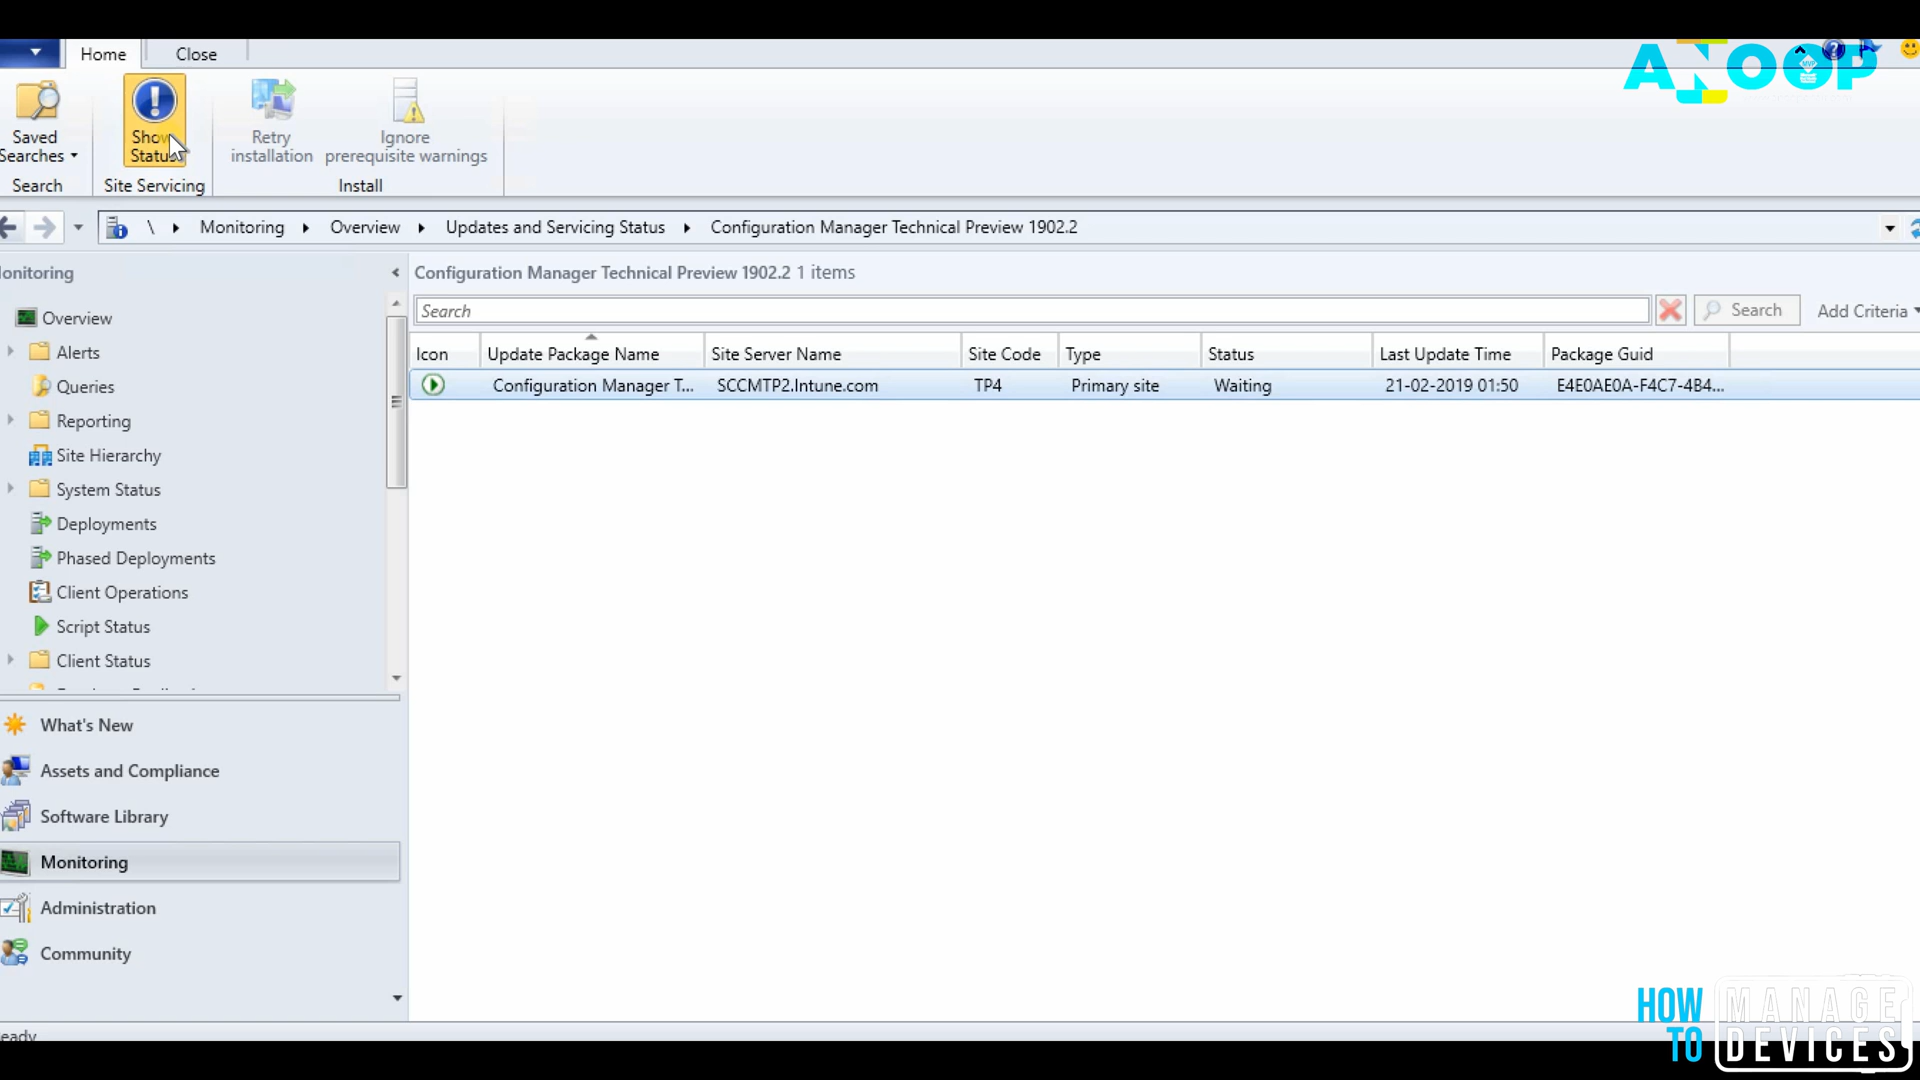 Home Close
ANOOP
Saved Searches
Show Status
Retry installation
Ignore prerequisite warnings
Search
Site Servicing
Install
\ Monitoring Overview Updates and Servicing Status Configuration Manager Technical Preview 1902.2
onitoring
Configuration Manager Technical Preview 1902.2 1 items
Search
Search
Add Criteria
Icon Update Package Name Site Server Name Site Code Type Status Last Update Time Package Guid
Configuration Manager T... SCCMTP2.Intune.com TP4 Primary site Waiting 21-02-2019 01:50 E4E0AE0A-F4C7-4B4...
Overview
Alerts
Queries
Reporting
Site Hierarchy
System Status
Deployments
Phased Deployments
Client Operations
Script Status
Client Status
What's New
Assets and Compliance
Software Library
Monitoring
Administration
Community
eady
HOW TO MANAGE DEVICES